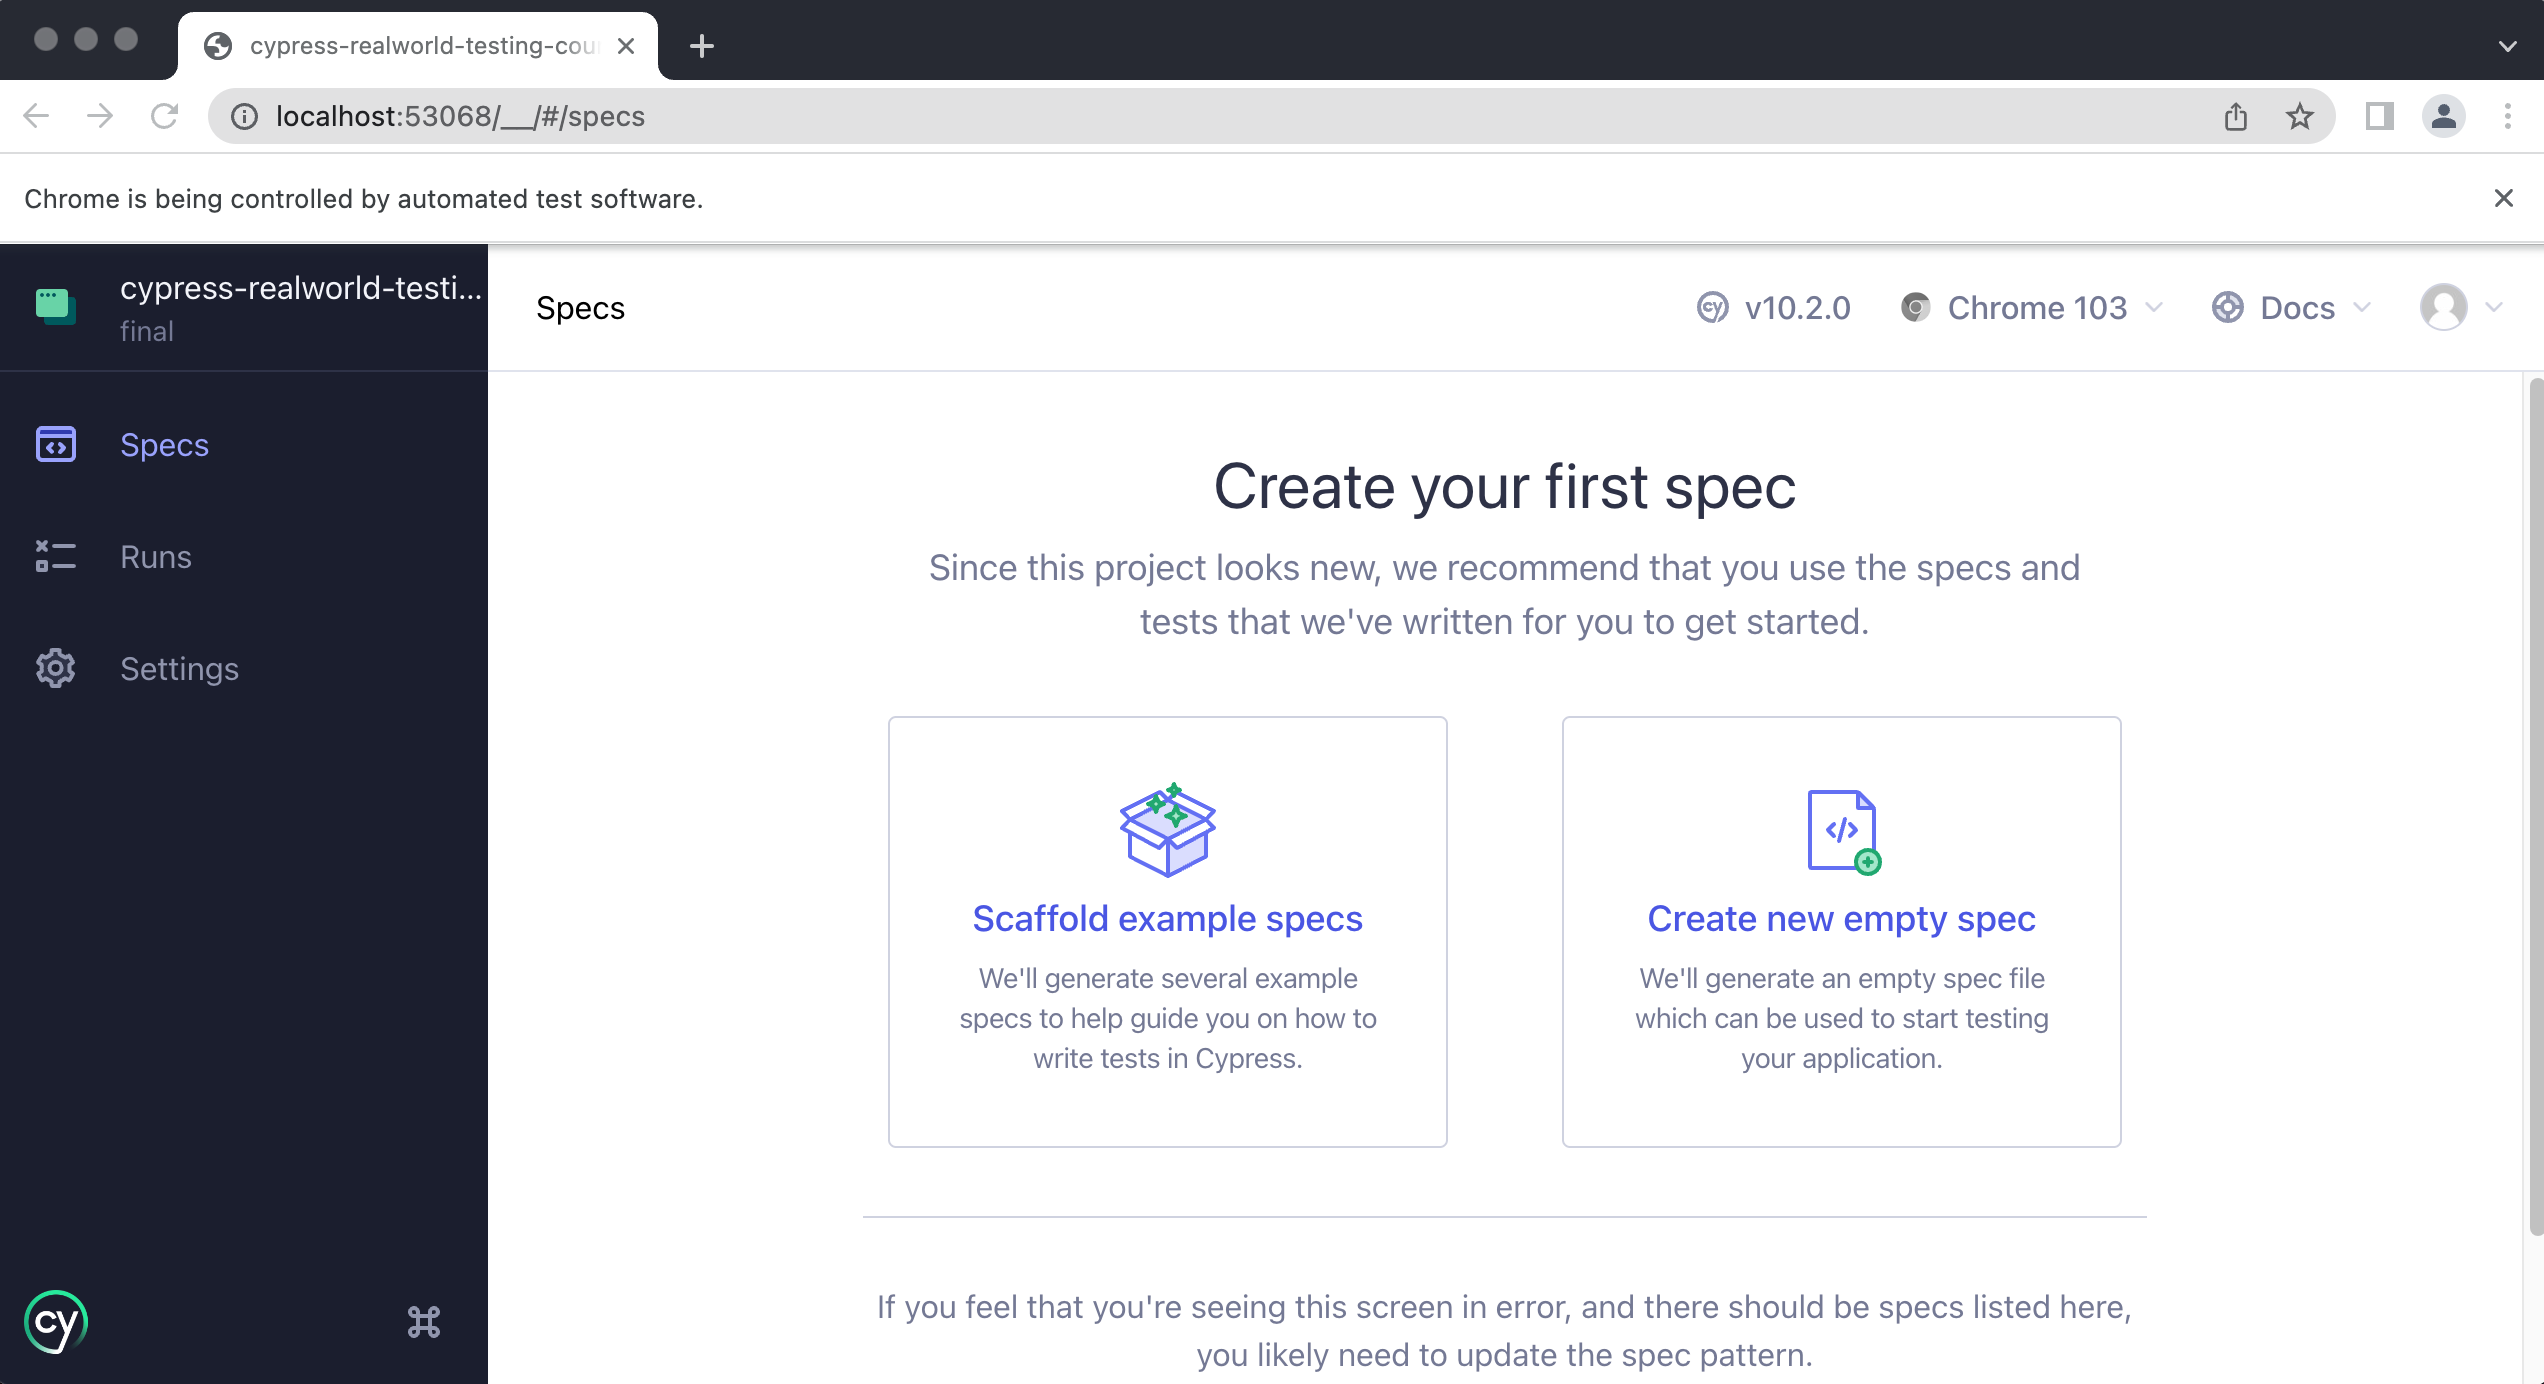 cypress-realworld-testing-cou
localhost:53068/__/#/specs
Chrome is being controlled by automated test software.
cypress-realworld-testi...
final
Specs
Runs
Settings
cy
Specs
v10.2.0
Chrome 103
Docs
Create your first spec
Since this project looks new, we recommend that you use the specs and
tests that we've written for you to get started.
Scaffold example specs
We'll generate several example
specs to help guide you on how to
write tests in Cypress.
Create new empty spec
We'll generate an empty spec file
which can be used to start testing
your application.
If you feel that you're seeing this screen in error, and there should be specs listed here,
you likely need to update the spec pattern.